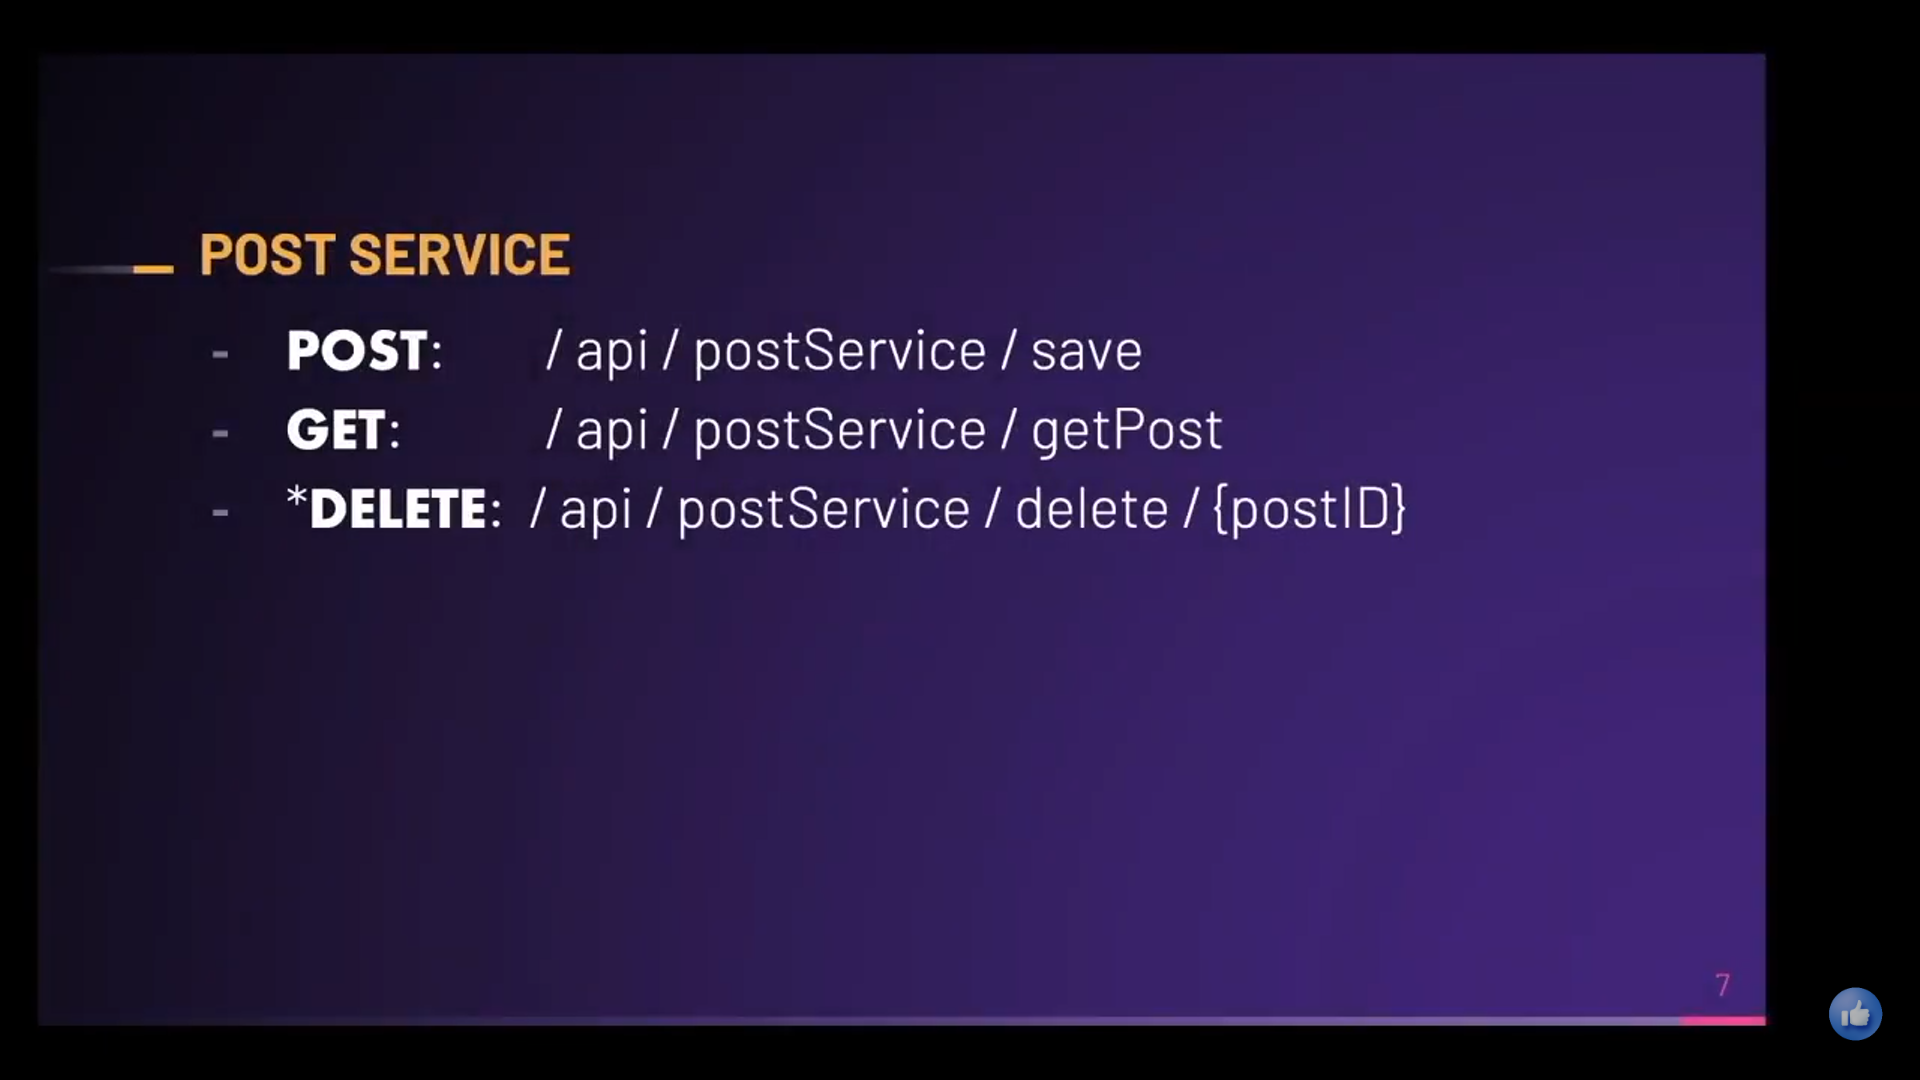 POST SERVICE
- POST: / api / postService / save
- GET: / api / postService / getPost
- *DELETE: / api / postService / delete / {postID}
7